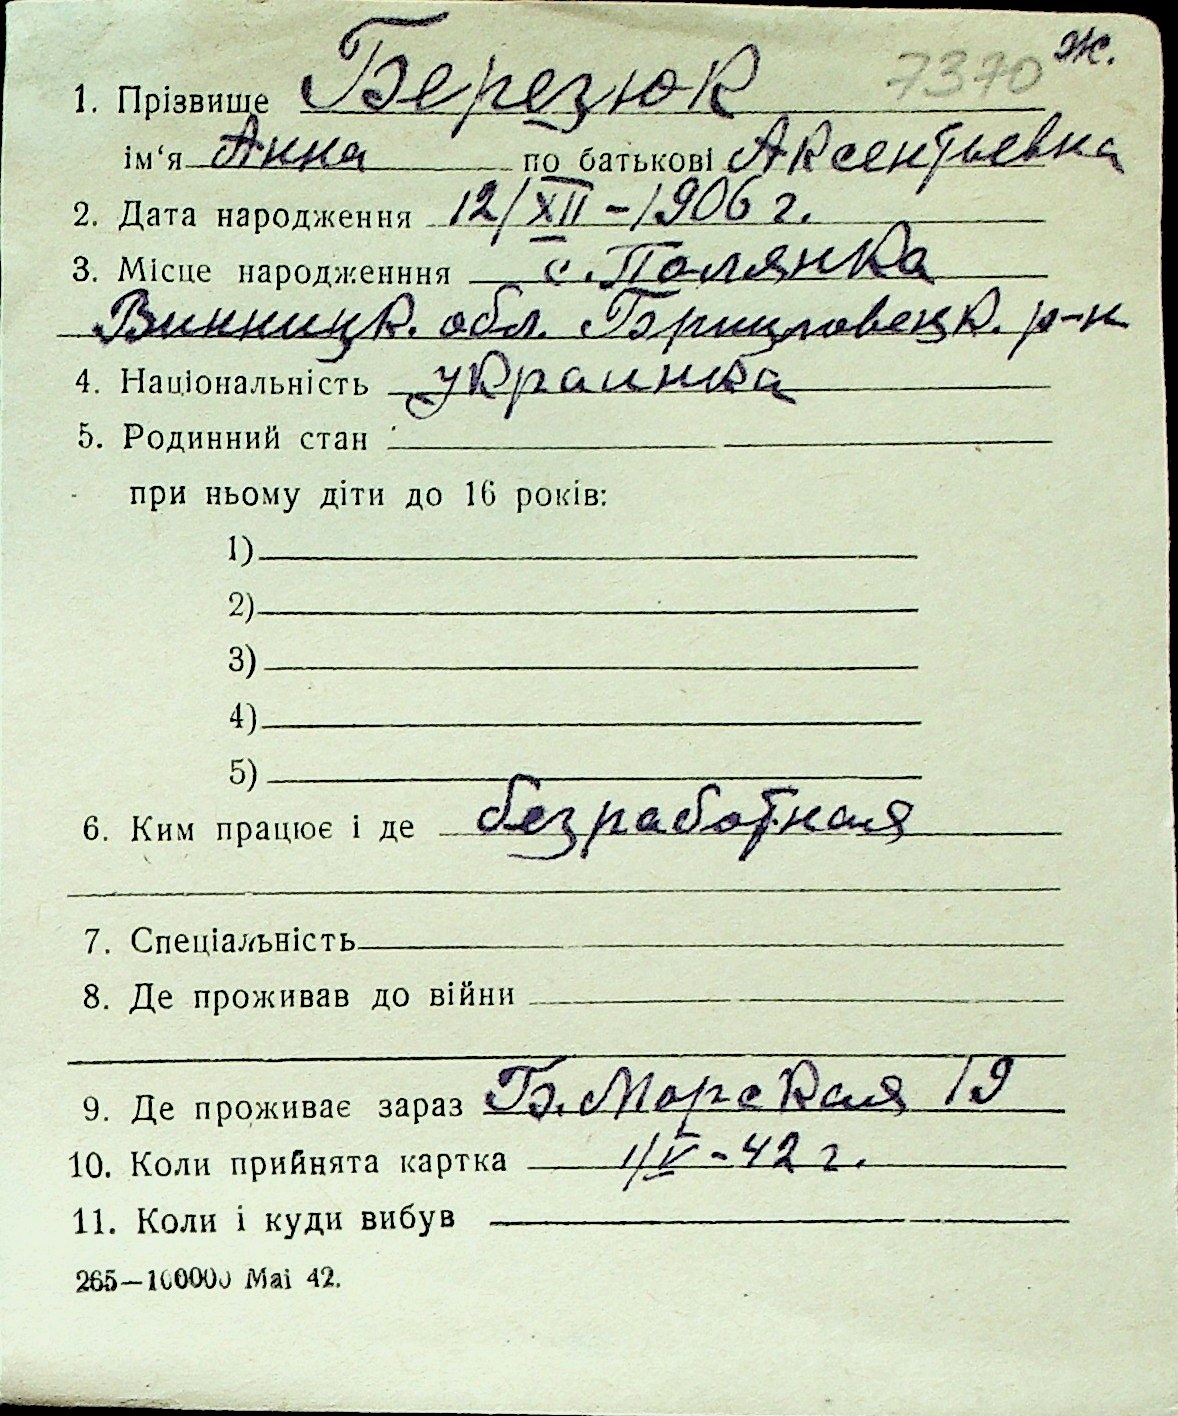 7370 ж.
1. Прізвище Березюк
ім‘я Анна по батькові Аксентьевна
2. Дата народження 12/XII-1906 г.
3. Місце народженння с. Полянка
Винницк. обл. р-н
4. Національність украинка
5. Родинний стан
при ньому діти до 16 років:
1)
2)
3)
4)
5)
6. Ким працює і де безработная
7. Спеціальність
8. Де проживав до війни
9. Де проживає зараз Б. Морская 19
10. Коли прийнята картка 1/V-42 г.
11. Коли і куди вибув
265—100000 Mai 42.